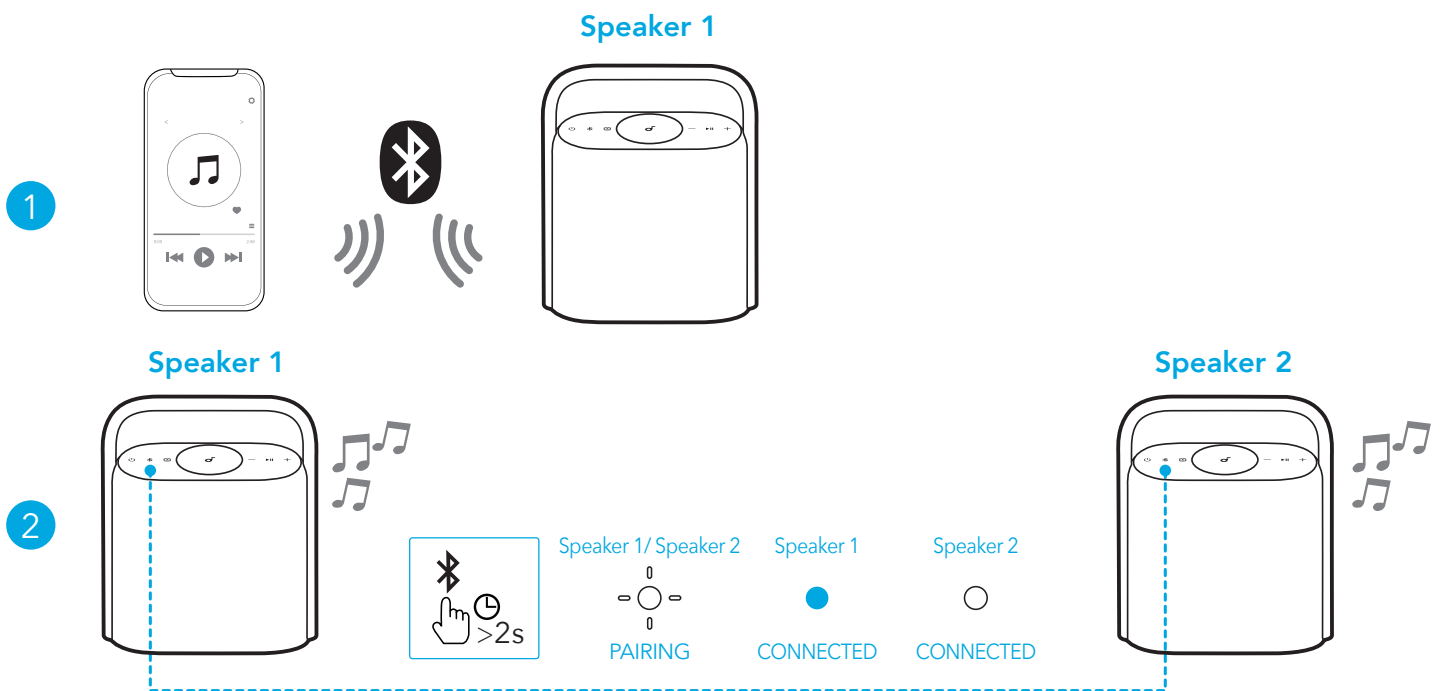 Speaker 1
1
Speaker 1
Speaker 2
2
Speaker 1/ Speaker 2
Speaker 1
Speaker 2
>2s
PAIRING
CONNECTED
CONNECTED